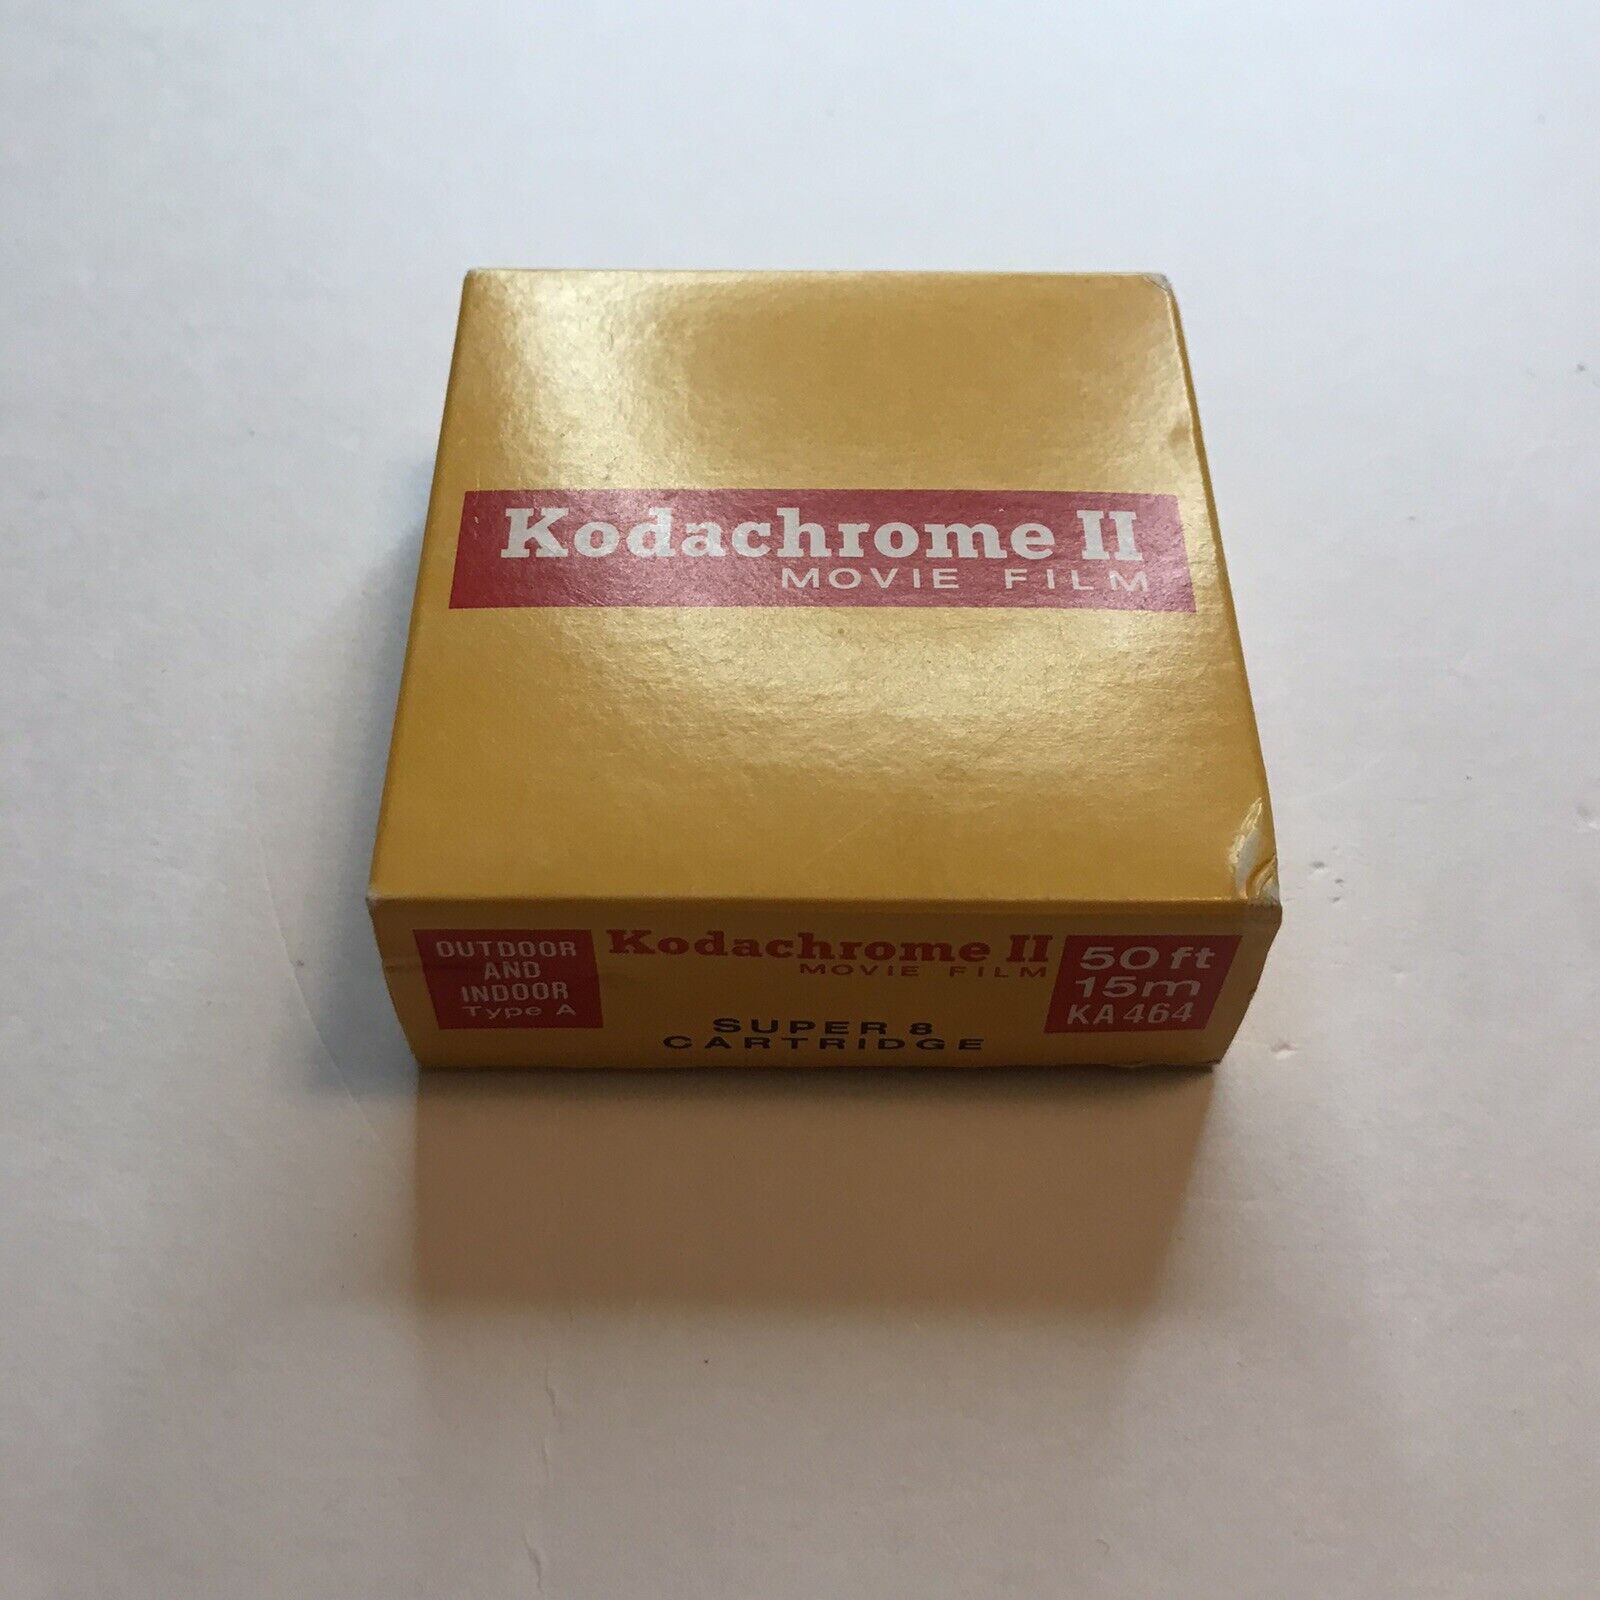 Kodachrome II
MOVIE FILM
OUTDOOR
AND
INDOOR
Type A
Kodachrome II
MOVIE FILM
SUPER 8
CARTRIDGE
50 ft
15m
KA 464